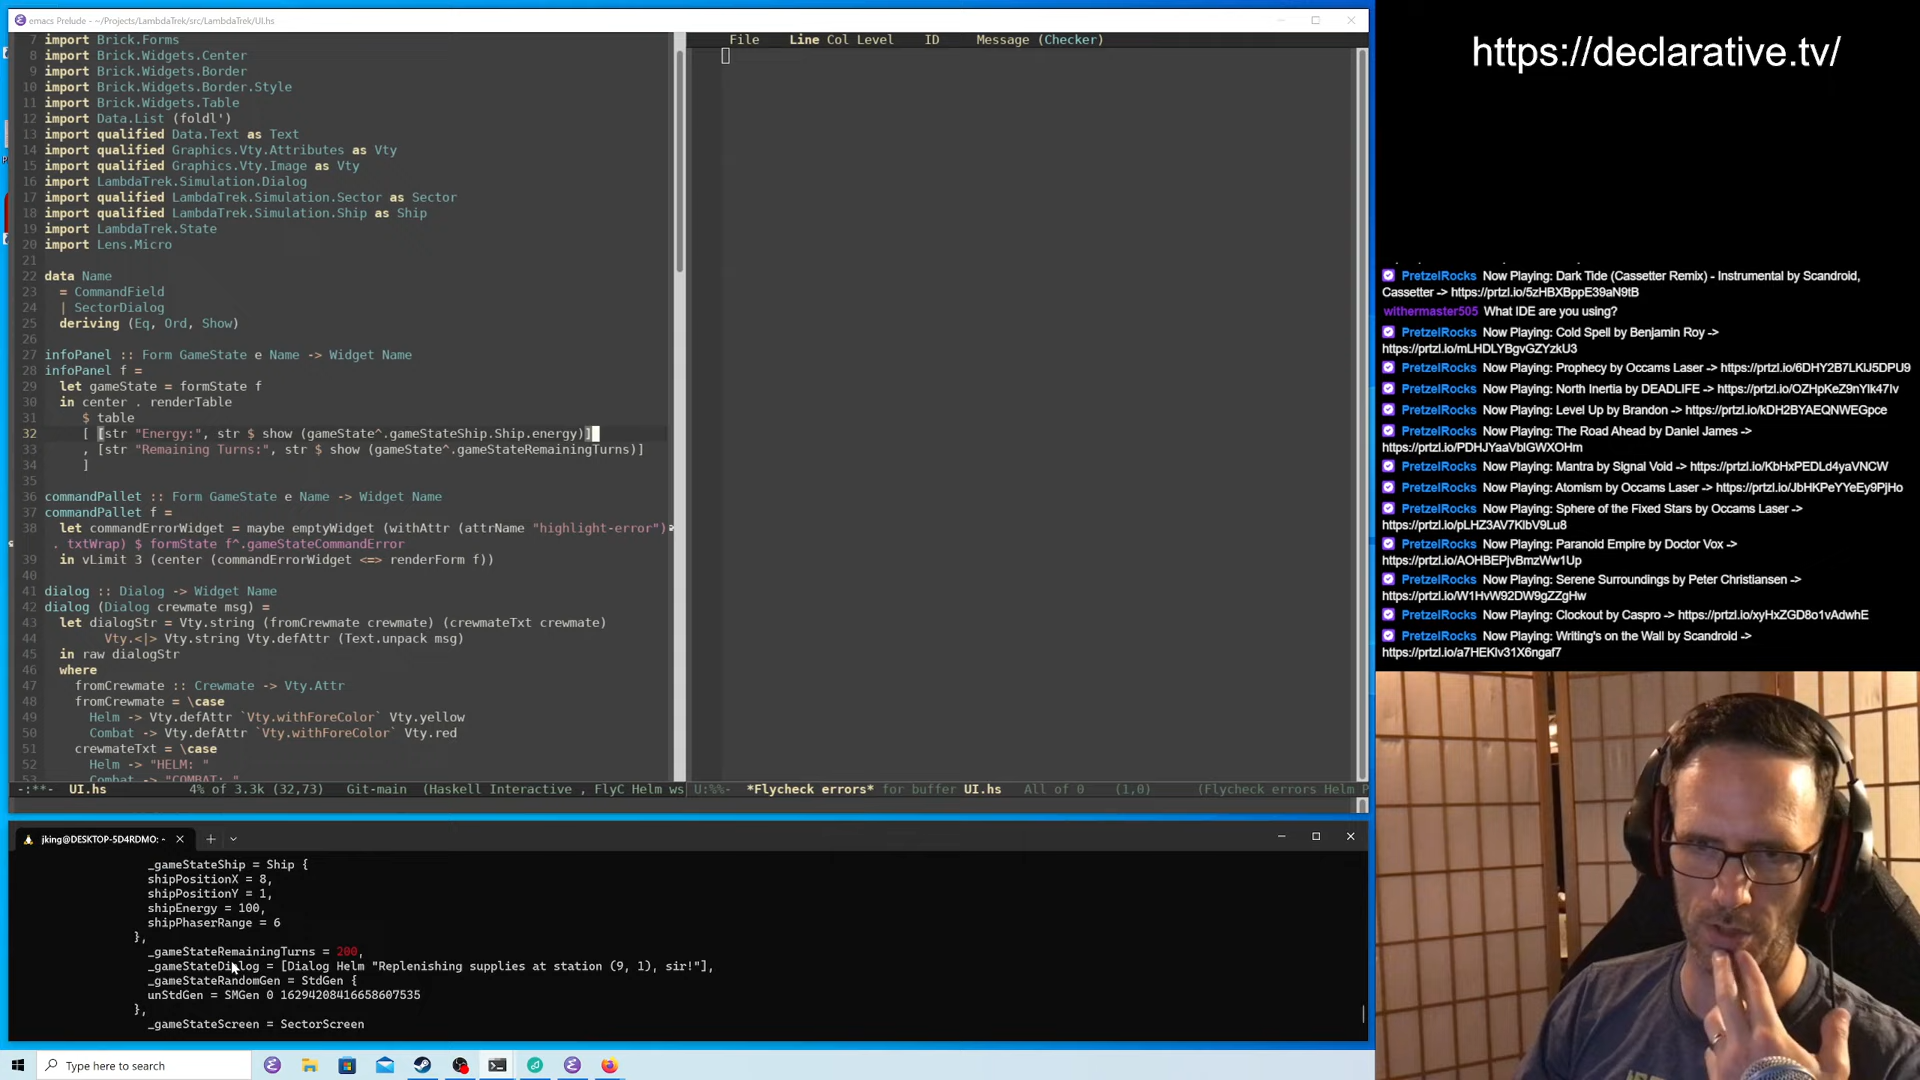 emacs Prelude - ~/Projects/LambdaTrek/src/LambdaTrek/UI.hs
7 import Brick.Forms
8 import Brick.Widgets.Center
9 import Brick.Widgets.Border
10 import Brick.Widgets.Border.Style
11 import Brick.Widgets.Table
12 import Data.List (foldl')
13 import qualified Data.Text as Text
14 import qualified Graphics.Vty.Attributes as Vty
15 import qualified Graphics.Vty.Image as Vty
16 import LambdaTrek.Simulation.Dialog
17 import qualified LambdaTrek.Simulation.Sector as Sector
18 import qualified LambdaTrek.Simulation.Ship as Ship
19 import LambdaTrek.State
20 import Lens.Micro
21
22 data Name
23 = CommandField
24 | SectorDialog
25 deriving (Eq, Ord, Show)
26
27 infoPanel :: Form GameState e Name -> Widget Name
28 infoPanel f =
29 let gameState = formState f
30 in center . renderTable
31 $ table
32 [ [str "Energy:", str $ show (gameState^.gameStateShip.Ship.energy)]
33 , [str "Remaining Turns:", str $ show (gameState^.gameStateRemainingTurns)]
34 ]
35
36 commandPallet :: Form GameState e Name -> Widget Name
37 commandPallet f =
38 let commandErrorWidget = maybe emptyWidget (withAttr (attrName "highlight-error")
. txtWrap) $ formState f^.gameStateCommandError
39 in vLimit 3 (center (commandErrorWidget <=> renderForm f))
40
41 dialog :: Dialog -> Widget Name
42 dialog (Dialog crewmate msg) =
43 let dialogStr = Vty.string (fromCrewmate crewmate) (crewmateTxt crewmate)
44 Vty.<|> Vty.string Vty.defAttr (Text.unpack msg)
45 in raw dialogStr
46 where
47 fromCrewmate :: Crewmate -> Vty.Attr
48 fromCrewmate = \case
49 Helm -> Vty.defAttr `Vty.withForeColor` Vty.yellow
50 Combat -> Vty.defAttr `Vty.withForeColor` Vty.red
51 crewmateTxt = \case
52 Helm -> "HELM: "
53 Combat -> "COMBAT: "
-:**- UI.hs 4% of 3.3k (32,73) Git-main (Haskell Interactive , FlyC Helm ws
File Line Col Level ID Message (Checker)
U:%%- *Flycheck errors* for buffer UI.hs All of 0 (1,0) (Flycheck errors Helm P
jking@DESKTOP-5D4RDMO: ~
_gameStateShip = Ship {
shipPositionX = 8,
shipPositionY = 1,
shipEnergy = 100,
shipPhaserRange = 6
},
_gameStateRemainingTurns = 200,
_gameStateDialog = [Dialog Helm "Replenishing supplies at station (9, 1), sir!"],
_gameStateRandomGen = StdGen {
unStdGen = SMGen 0 16294208416658607535
},
_gameStateScreen = SectorScreen
Type here to search
https://declarative.tv/
PretzelRocks Now Playing: Dark Tide (Cassetter Remix) - Instrumental by Scandroid,
Cassetter -> https://prtzl.io/5zHBXBppE39aN9tB
withermaster505 What IDE are you using?
PretzelRocks Now Playing: Cold Spell by Benjamin Roy ->
https://prtzl.io/mLHDLYBgvGZYzkU3
PretzelRocks Now Playing: Prophecy by Occams Laser -> https://prtzl.io/6DHY2B7LKlJ5DPU9
PretzelRocks Now Playing: North Inertia by DEADLIFE -> https://prtzl.io/OZHpKeZ9nYlk47Iv
PretzelRocks Now Playing: Level Up by Brandon -> https://prtzl.io/kDH2BYAEQNWEGpce
PretzelRocks Now Playing: The Road Ahead by Daniel James ->
https://prtzl.io/PDHJYaaVblGWXOHm
PretzelRocks Now Playing: Mantra by Signal Void -> https://prtzl.io/KbHxPEDLd4yaVNCW
PretzelRocks Now Playing: Atomism by Occams Laser -> https://prtzl.io/JbHKPeYYeEy9PjHo
PretzelRocks Now Playing: Sphere of the Fixed Stars by Occams Laser ->
https://prtzl.io/pLHZ3AV7KlbV9Lu8
PretzelRocks Now Playing: Paranoid Empire by Doctor Vox ->
https://prtzl.io/AOHBEPjvBmzWw1Up
PretzelRocks Now Playing: Serene Surroundings by Peter Christiansen ->
https://prtzl.io/W1HvW92DW9gZZgHw
PretzelRocks Now Playing: Clockout by Caspro -> https://prtzl.io/xyHxZGD8o1vAdwhE
PretzelRocks Now Playing: Writing's on the Wall by Scandroid ->
https://prtzl.io/a7HEKlv31X6ngaf7